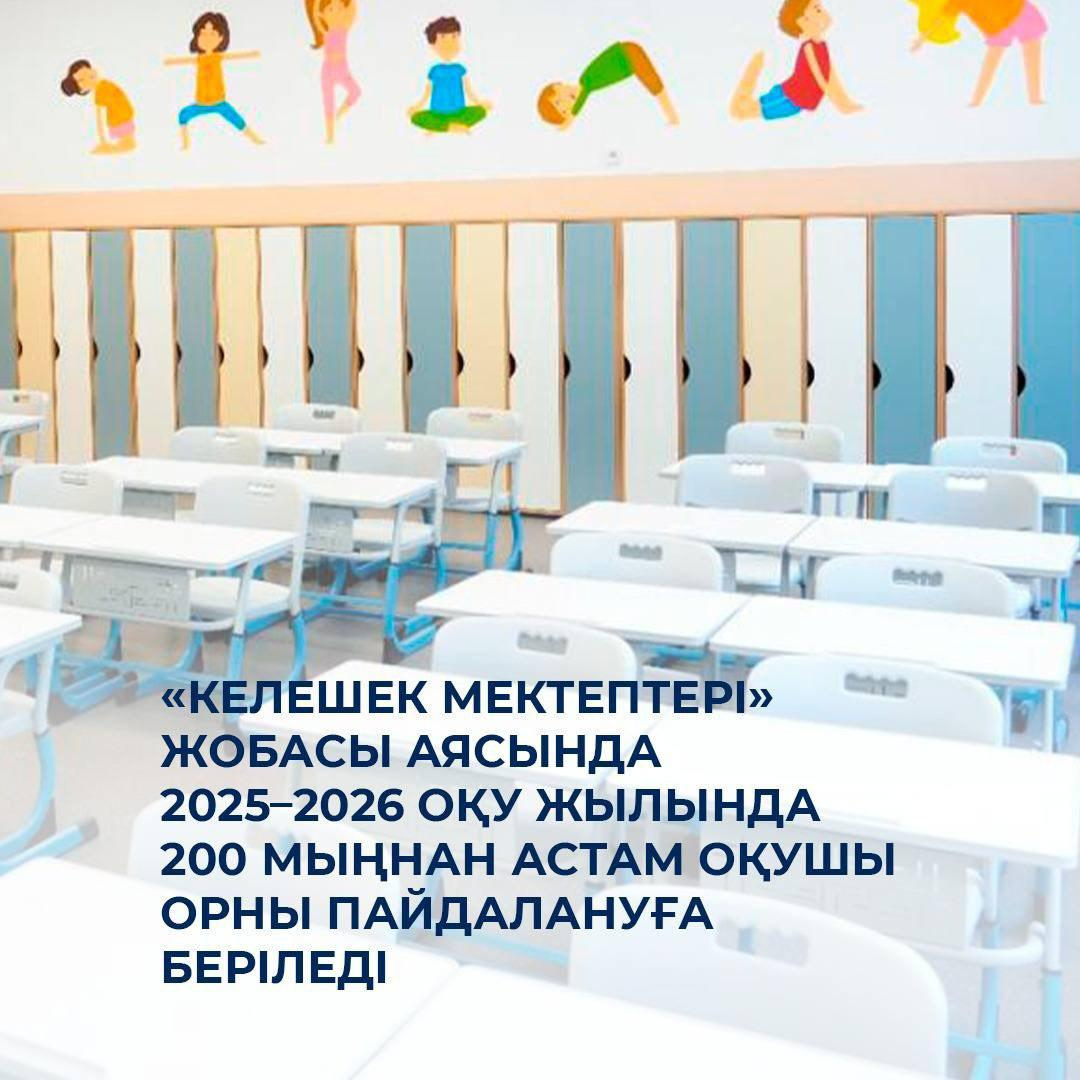 «КЕЛЕШЕК МЕКТЕПТЕРІ»
ЖОБАСЫ АЯСЫНДА
2025–2026 ОҚУ ЖЫЛЫНДА
200 МЫҢНАН АСТАМ ОҚУШЫ
ОРНЫ ПАЙДАЛАНУҒА
БЕРІЛЕДІ